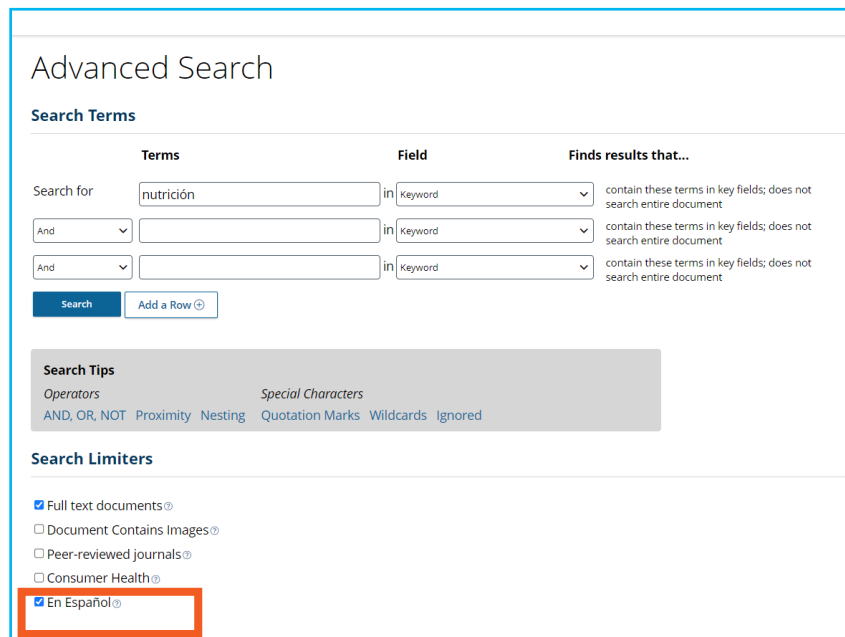 Advanced Search
Search Terms
Terms Field Finds results that...
Search for nutrición in Keyword contain these terms in key fields; does not
search entire document
And in Keyword contain these terms in key fields; does not
search entire document
And in Keyword contain these terms in key fields; does not
search entire document
Search Add a Row
Search Tips
Operators Special Characters
AND, OR, NOT Proximity Nesting Quotation Marks Wildcards Ignored
Search Limiters
Full text documents
Document Contains Images
Peer-reviewed journals
Consumer Health
En Español